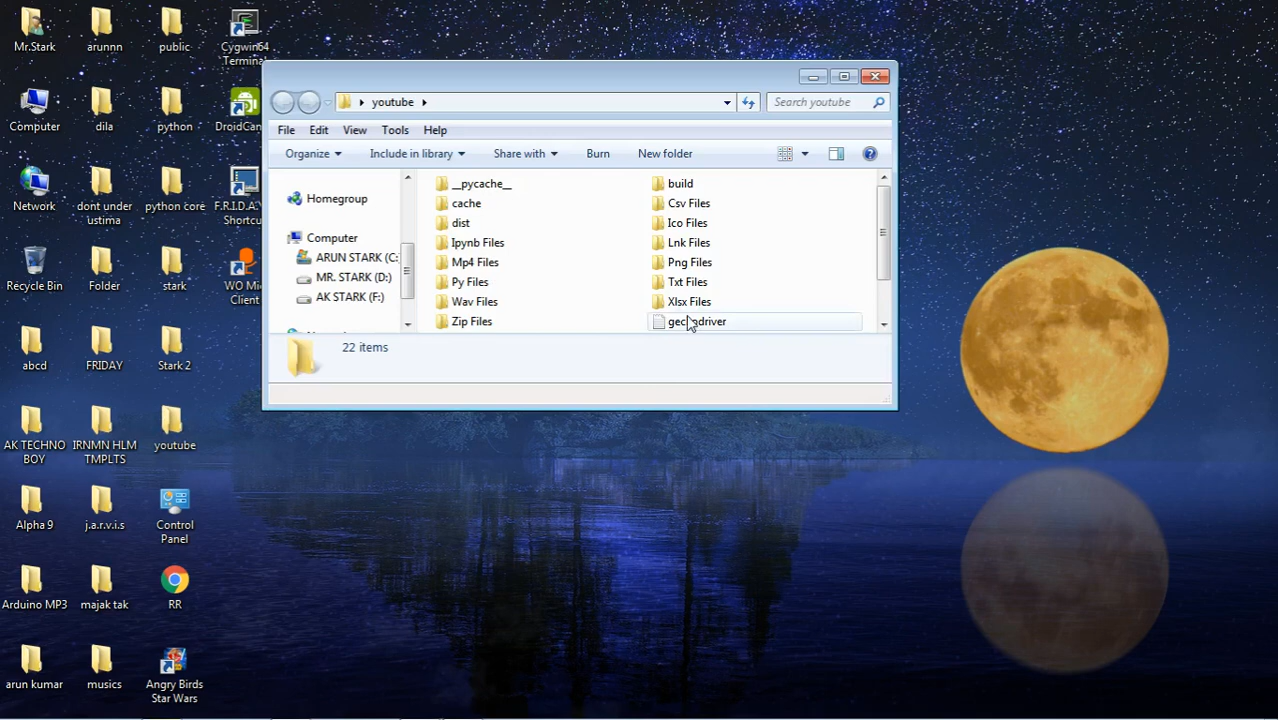 Mr.Stark
arunnn
public
Cygwin64
Terminal
Computer
dila
python
DroidCam
Network
dont under
ustima
python core
F.R.I.D.A.Y
Shortcu
Recycle Bin
Folder
stark
WO Mic
Client
abcd
FRIDAY
Stark 2
AK TECHNO
BOY
IRNMN HLM
TMPLTS
youtube
Alpha 9
j.a.r.v.i.s
Control
Panel
Arduino MP3
majak tak
RR
arun kumar
musics
Angry Birds
Star Wars
youtube
Search youtube
File
Edit
View
Tools
Help
Organize
Include in library
Share with
Burn
New folder
Homegroup
Computer
ARUN STARK (C:
MR. STARK (D:)
AK STARK (F:)
__pycache__
build
cache
Csv Files
dist
Ico Files
Ipynb Files
Lnk Files
Mp4 Files
Png Files
Py Files
Txt Files
Wav Files
Xlsx Files
Zip Files
geckodriver
22 items